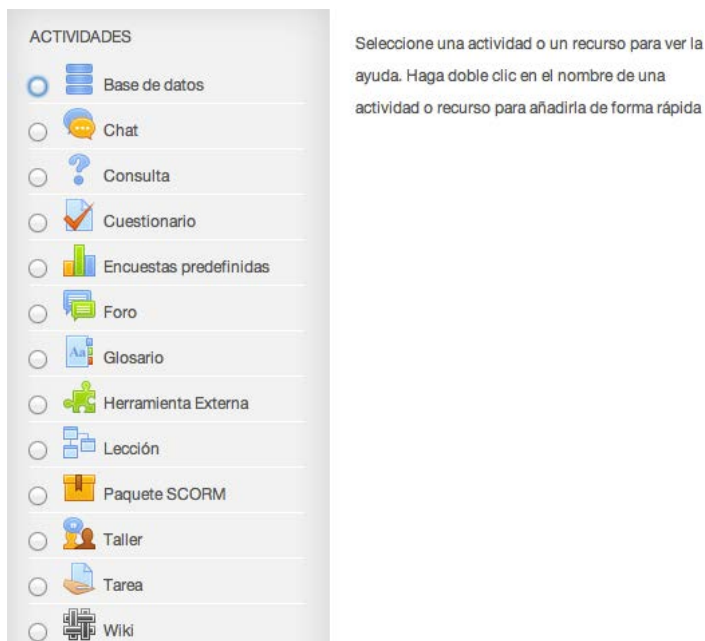 ACTIVIDADES
Base de datos
Chat
Consulta
Cuestionario
Encuestas predefinidas
Foro
Aa
Glosario
Herramienta Externa
Lección
Paquete SCORM
Taller
Tarea
Wiki
Seleccione una actividad o un recurso para ver la
ayuda. Haga doble clic en el nombre de una
actividad o recurso para añadirla de forma rápida